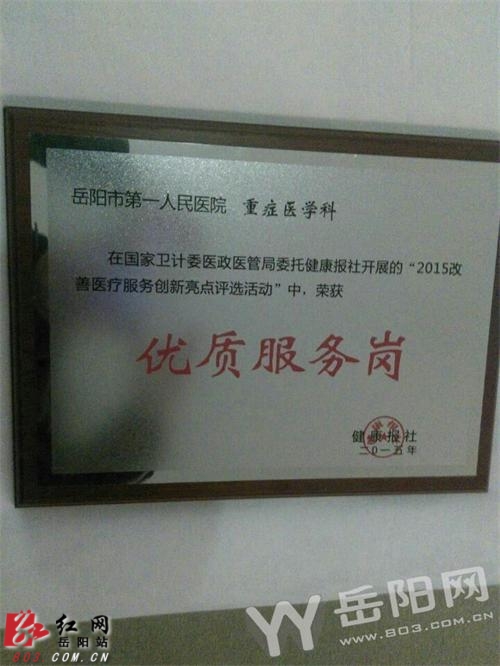 岳阳市第一人民医院 重症医学科
在国家卫计委医政医管局委托健康报社开展的“2015改
善医疗服务创新亮点评选活动”中，荣获
优质服务岗
健康报社
二〇一五年
红网
岳阳站
803.COM.CN
YY 岳阳网
www.803.com.cn